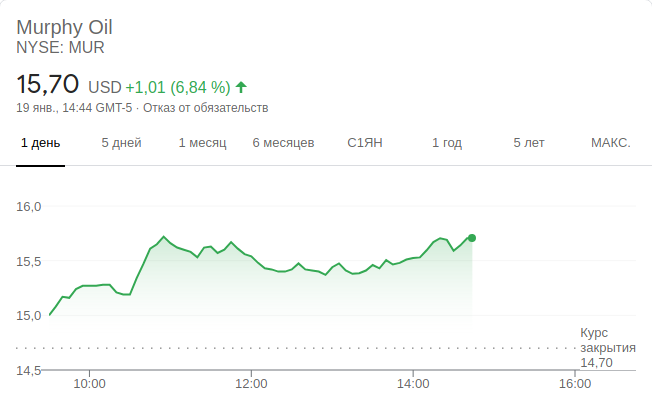 Murphy Oil
NYSE: MUR
15,70 USD +1,01 (6,84 %)
19 янв., 14:44 GMT-5 · Отказ от обязательств
1 день 5 дней 1 месяц 6 месяцев С1ЯН 1 год 5 лет МАКС.
16,0
15,5
15,0
Курс
закрытия
14,70
14,5
10:00 12:00 14:00 16:00